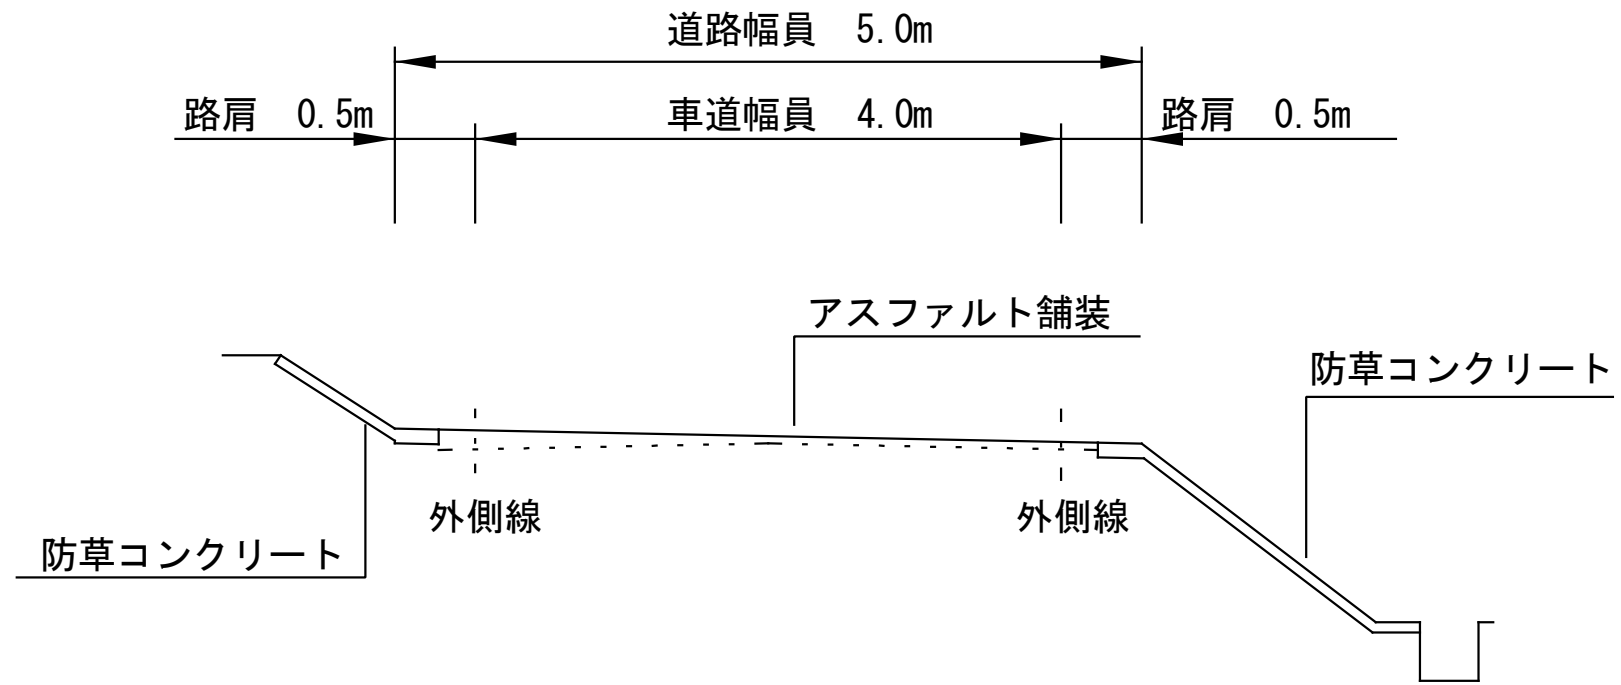 道路幅員　5.0m
路肩　0.5m
車道幅員　4.0m
路肩　0.5m
アスファルト舗装
防草コンクリート
外側線
外側線
防草コンクリート